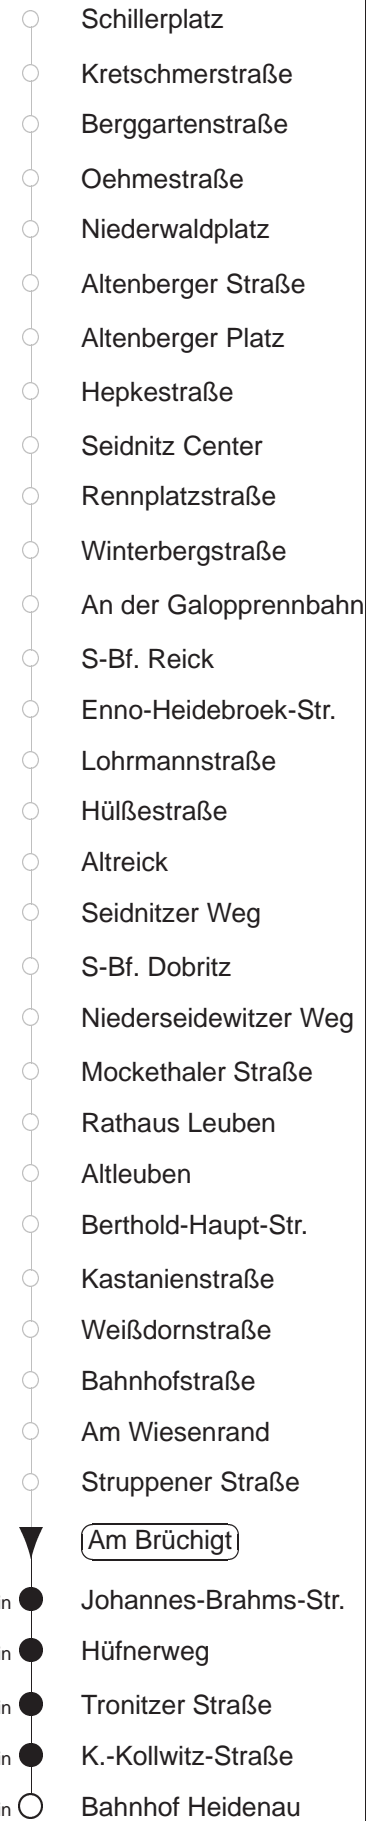 Schillerplatz
Kretschmerstraße
Berggartenstraße
Oehmestraße
Niederwaldplatz
Altenberger Straße
Altenberger Platz
Hepkestraße
Seidnitz Center
Rennplatzstraße
Winterbergstraße
An der Galopprennbahn
S-Bf. Reick
Enno-Heidebroek-Str.
Lohrmannstraße
Hülßestraße
Altreick
Seidnitzer Weg
S-Bf. Dobritz
Niederseidewitzer Weg
Mockethaler Straße
Rathaus Leuben
Altleuben
Berthold-Haupt-Str.
Kastanienstraße
Weißdornstraße
Bahnhofstraße
Am Wiesenrand
Struppener Straße
Am Brüchigt
Johannes-Brahms-Str.
Hüfnerweg
Tronitzer Straße
K.-Kollwitz-Straße
Bahnhof Heidenau